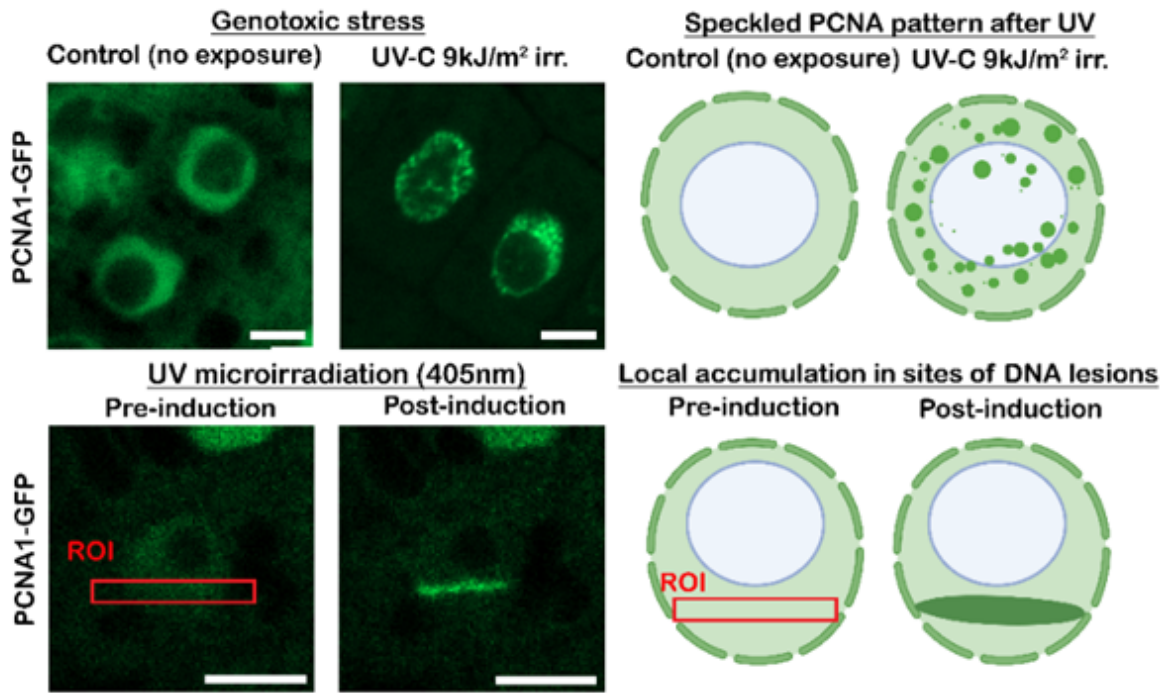 Genotoxic stress
Control (no exposure)
UV-C 9kJ/m² irr.
PCNA1-GFP
Speckled PCNA pattern after UV
Control (no exposure)
UV-C 9kJ/m² irr.
UV microirradiation (405nm)
Pre-induction
Post-induction
PCNA1-GFP
ROI
Local accumulation in sites of DNA lesions
Pre-induction
Post-induction
ROI